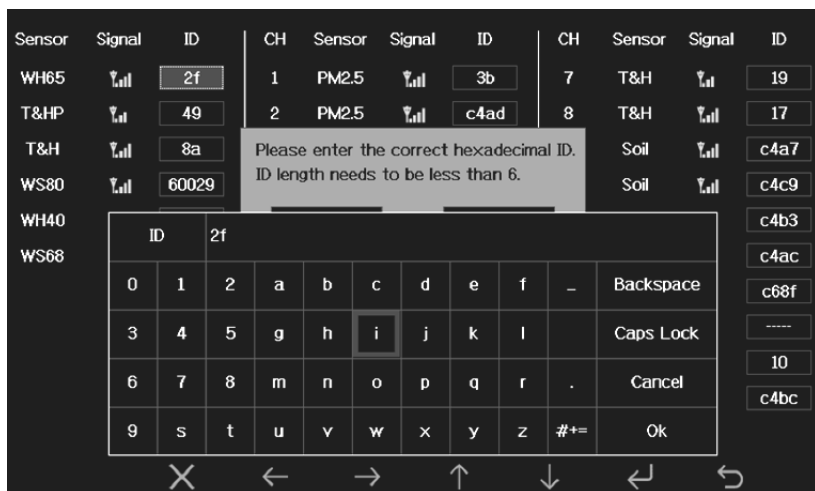 Sensor Signal ID CH Sensor Signal ID CH Sensor Signal ID
WH65 2f 1 PM2.5 3b 7 T&H 19
T&HP 49 2 PM2.5 c4ad 8 T&H 17
T&H 8a Soil c4a7
WS80 60029 Soil c4c9
Please enter the correct hexadecimal ID.
ID length needs to be less than 6.
WH40 c4b3
WS68 c4ac
c68f
-----
10
c4bc
ID 2f
0 1 2 a b c d e f _ Backspace
3 4 5 g h i j k l Caps Lock
6 7 8 m n o p q r . Cancel
9 s t u v w x y z #+= Ok